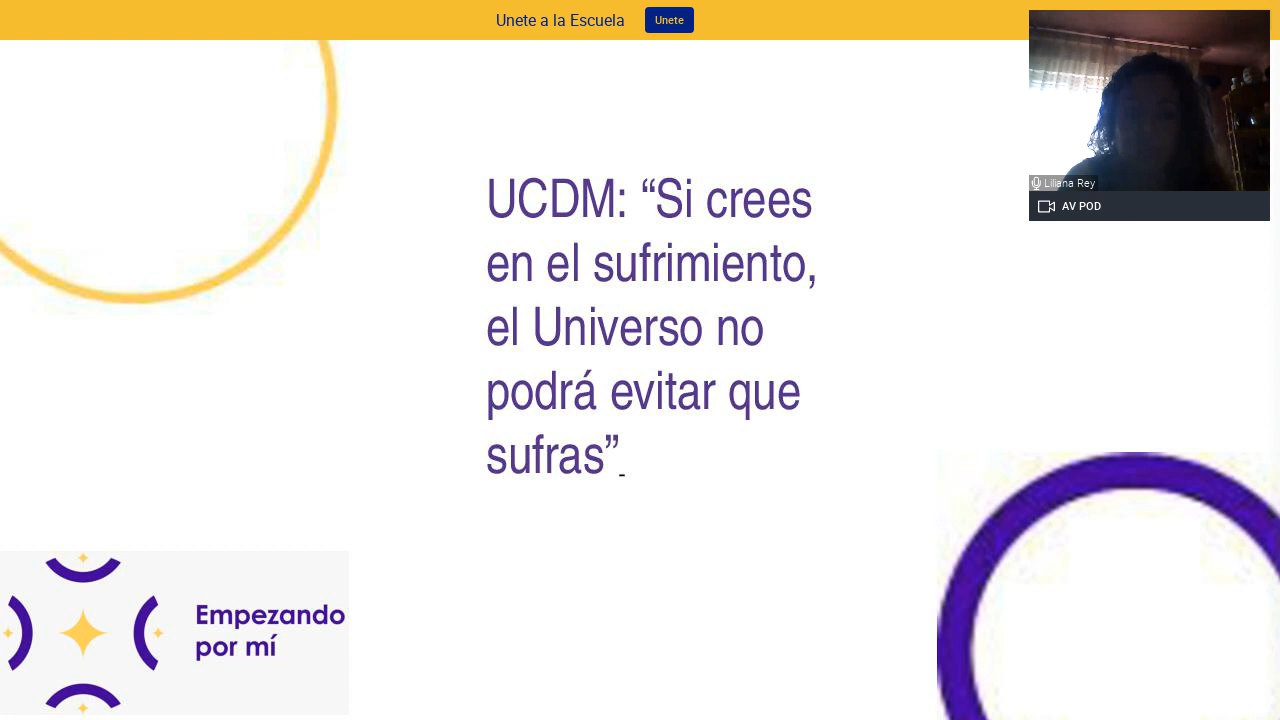 Unete a la Escuela
Unete
Liliana Rey
AV POD
UCDM: “Si crees
en el sufrimiento,
el Universo no
podrá evitar que
sufras”-
Empezando
por mí